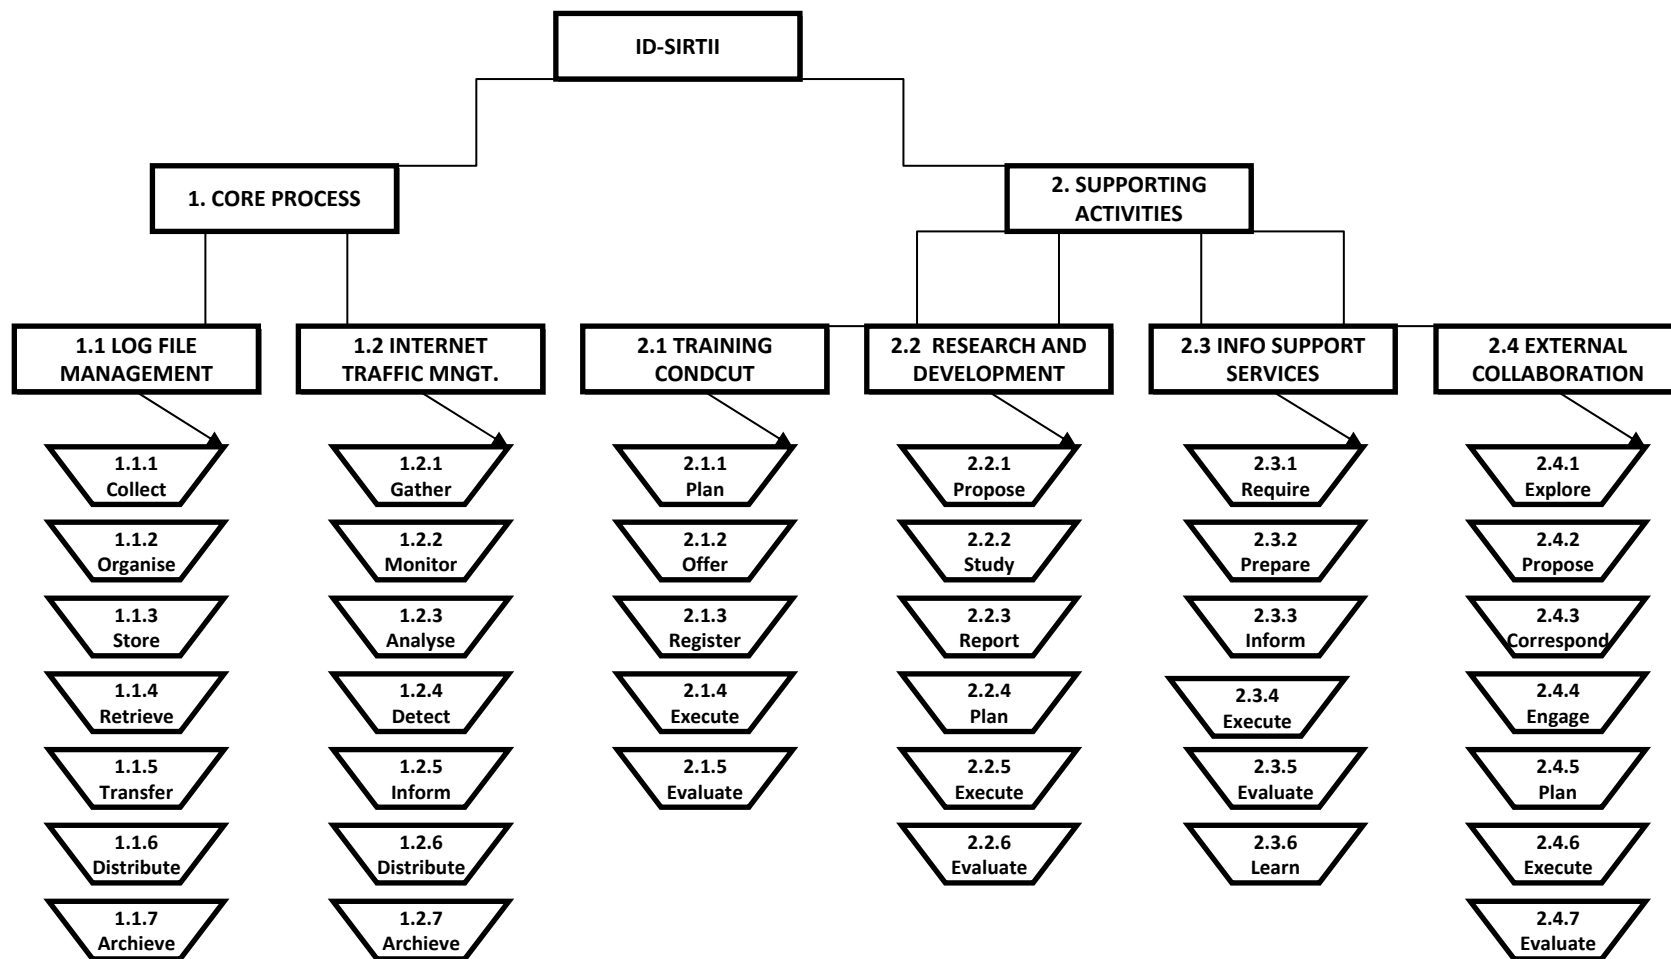 ID-SIRTII
1. CORE PROCESS
2. SUPPORTING
ACTIVITIES
1.1 LOG FILE
MANAGEMENT
1.2 INTERNET
TRAFFIC MNGT.
2.1 TRAINING
CONDCUT
2.2 RESEARCH AND
DEVELOPMENT
2.3 INFO SUPPORT
SERVICES
2.4 EXTERNAL
COLLABORATION
1.1.1
Collect
1.1.2
Organise
1.1.3
Store
1.1.4
Retrieve
1.1.5
Transfer
1.1.6
Distribute
1.1.7
Archieve
1.2.1
Gather
1.2.2
Monitor
1.2.3
Analyse
1.2.4
Detect
1.2.5
Inform
1.2.6
Distribute
1.2.7
Archieve
2.1.1
Plan
2.1.2
Offer
2.1.3
Register
2.1.4
Execute
2.1.5
Evaluate
2.2.1
Propose
2.2.2
Study
2.2.3
Report
2.2.4
Plan
2.2.5
Execute
2.2.6
Evaluate
2.3.1
Require
2.3.2
Prepare
2.3.3
Inform
2.3.4
Execute
2.3.5
Evaluate
2.3.6
Learn
2.4.1
Explore
2.4.2
Propose
2.4.3
Correspond
2.4.4
Engage
2.4.5
Plan
2.4.6
Execute
2.4.7
Evaluate